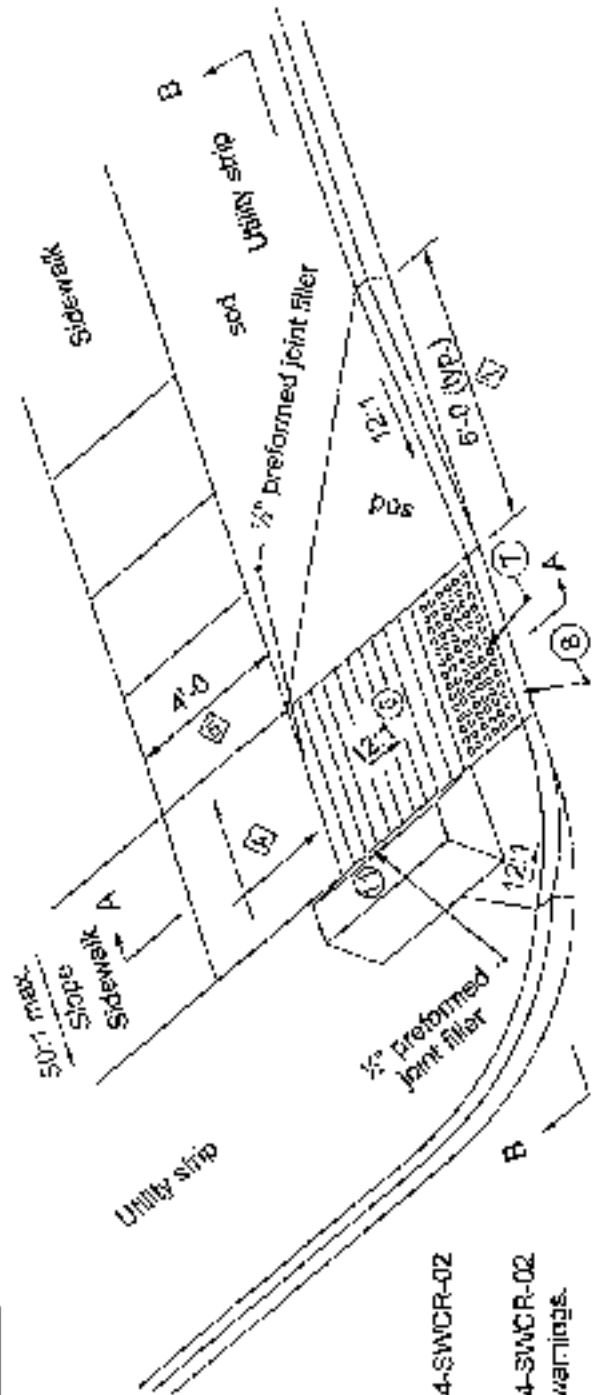 Sidewalk
B
Utility strip
sod
½" preformed joint filler
12:1
sod
6'-0 (typ.)
4'-0
A
50:1 max.
Slope
Sidewalk
A
12:1
1
A
8
12:1
½" preformed
joint filler
Utility strip
B
4-SWCR-02
4-SWCR-02
warnings.